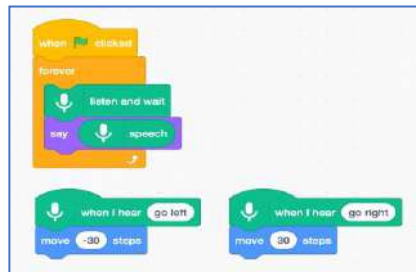 when clicked
forever
listen and wait
say speech
when I hear go left
move -30 steps
when I hear go right
move 30 steps